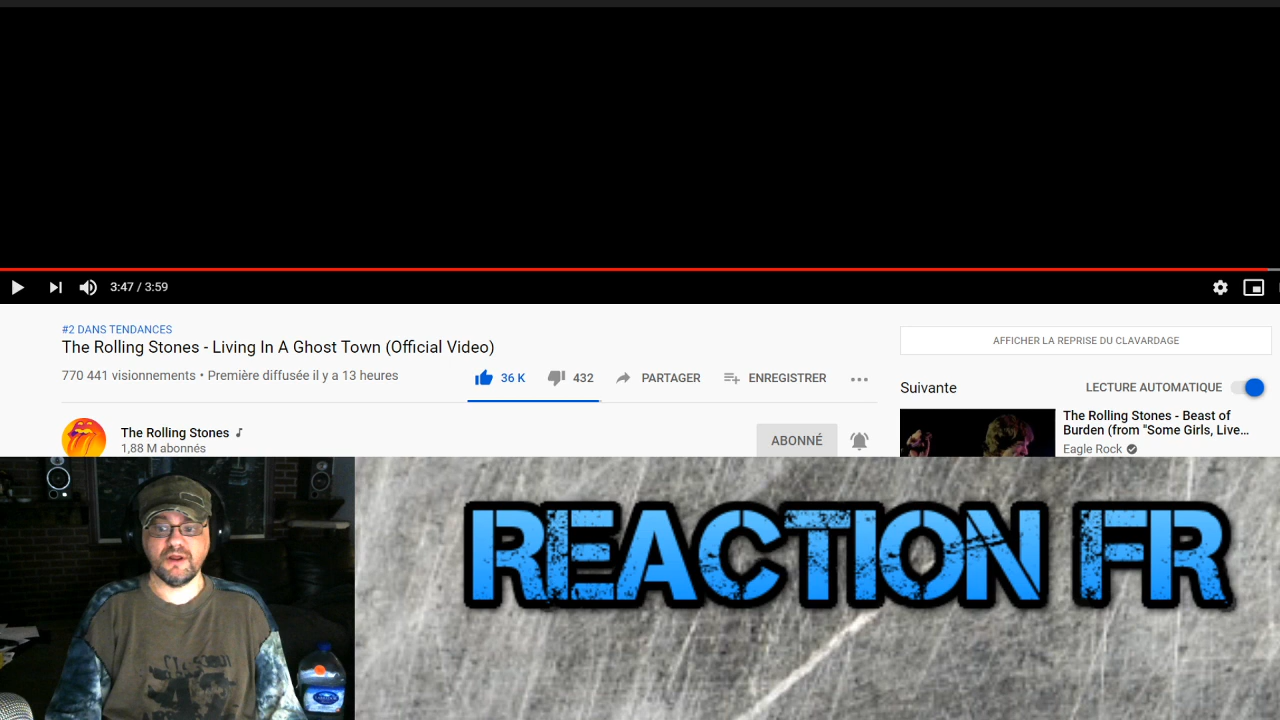 3:47 / 3:59
#2 DANS TENDANCES
The Rolling Stones - Living In A Ghost Town (Official Video)
770 441 visionnements • Première diffusée il y a 13 heures
36 K
432
PARTAGER
ENREGISTRER
The Rolling Stones
1,88 M abonnés
ABONNÉ
AFFICHER LA REPRISE DU CLAVARDAGE
Suivante
LECTURE AUTOMATIQUE
The Rolling Stones - Beast of
Burden (from "Some Girls, Live...
Eagle Rock
REACTION FR